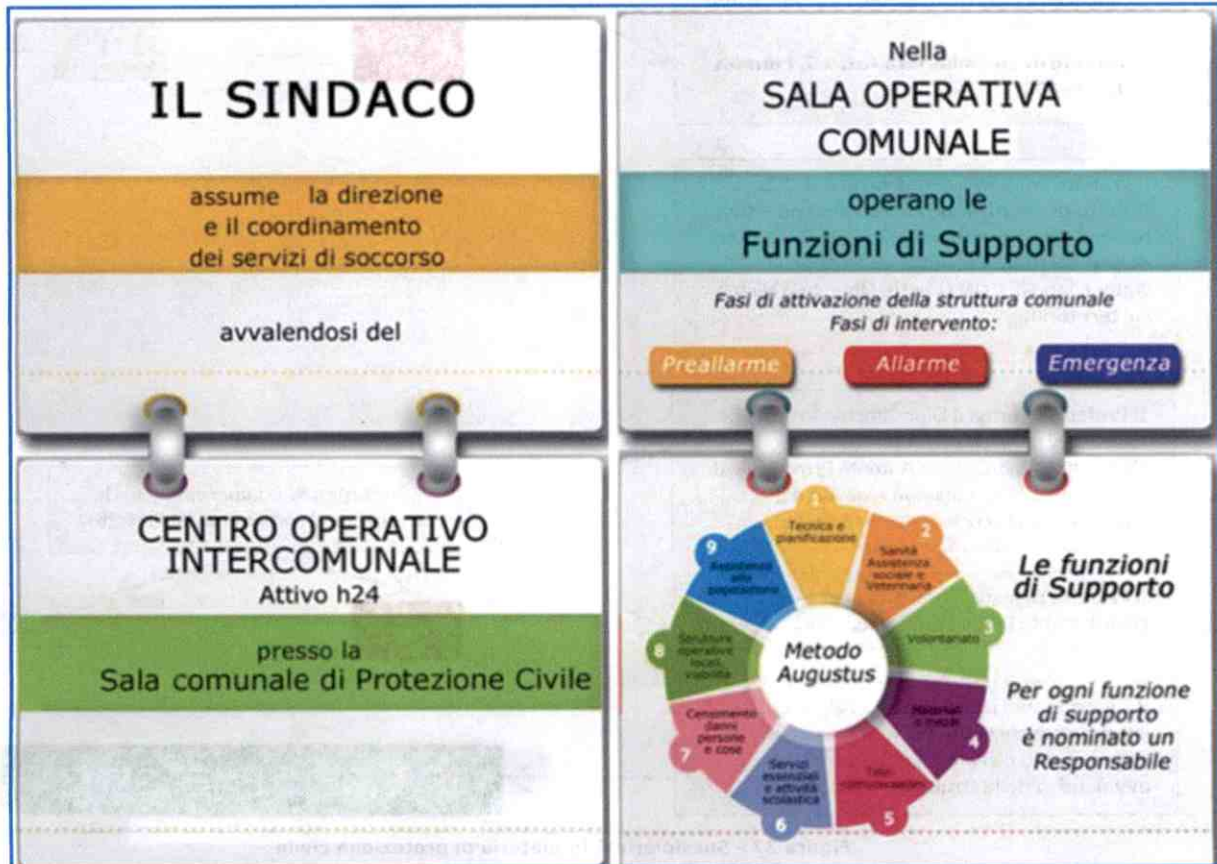 IL SINDACO
assume la direzione
e il coordinamento
dei servizi di soccorso
avvalendosi del
CENTRO OPERATIVO
INTERCOMUNALE
Attivo h24
presso la
Sala comunale di Protezione Civile
Nella
SALA OPERATIVA
COMUNALE
operano le
Funzioni di Supporto
Fasi di attivazione della struttura comunale
Fasi di intervento:
Preallarme
Allarme
Emergenza
1
Tecnica e
pianificazione
2
Sanità
Assistenza
sociale e
Veterinaria
3
Volontariato
4
Materiali
e mezzi
5
Tele-
comunicazioni
6
Servizi
essenziali
e attività
scolastica
7
Censimento
danni
persone
e cose
8
Strutture
operative
locali,
viabilità
9
Assistenza
alla
popolazione
Metodo
Augustus
Le funzioni
di Supporto
Per ogni funzione
di supporto
è nominato un
Responsabile